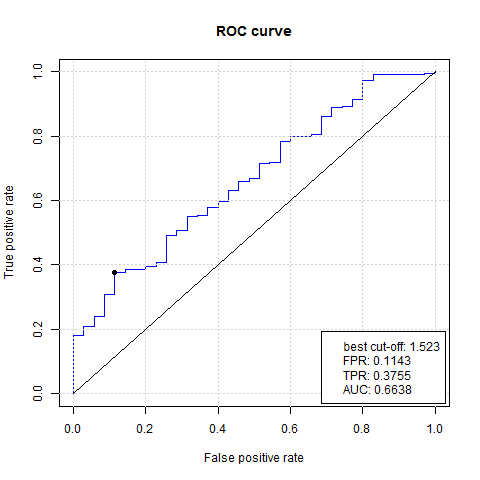 ROC curve
True positive rate
1.0
0.8
0.6
0.4
0.2
0.0
best cut-off: 1.523
FPR: 0.1143
TPR: 0.3755
AUC: 0.6638
0.0 0.2 0.4 0.6 0.8 1.0
False positive rate